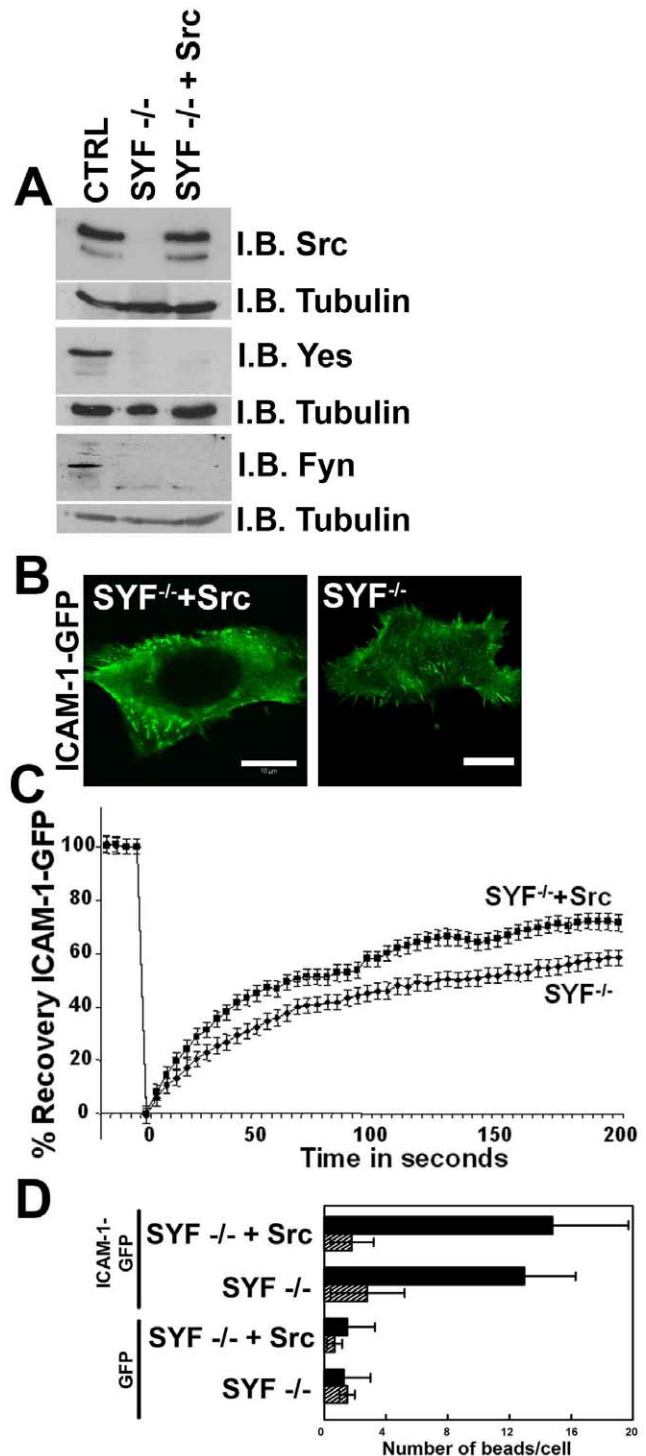 A
CTRL
SYF -/-
SYF -/- + Src
I.B. Src
I.B. Tubulin
I.B. Yes
I.B. Tubulin
I.B. Fyn
I.B. Tubulin
B
ICAM-1-GFP
SYF-/-+Src
10 µm
SYF-/-
C
% Recovery ICAM-1-GFP
100
80
60
40
20
0
SYF-/-+Src
SYF-/-
0 50 100 150 200
Time in seconds
D
ICAM-1-
GFP
SYF -/- + Src
SYF -/-
GFP
SYF -/- + Src
SYF -/-
0 4 8 12 16 20
Number of beads/cell